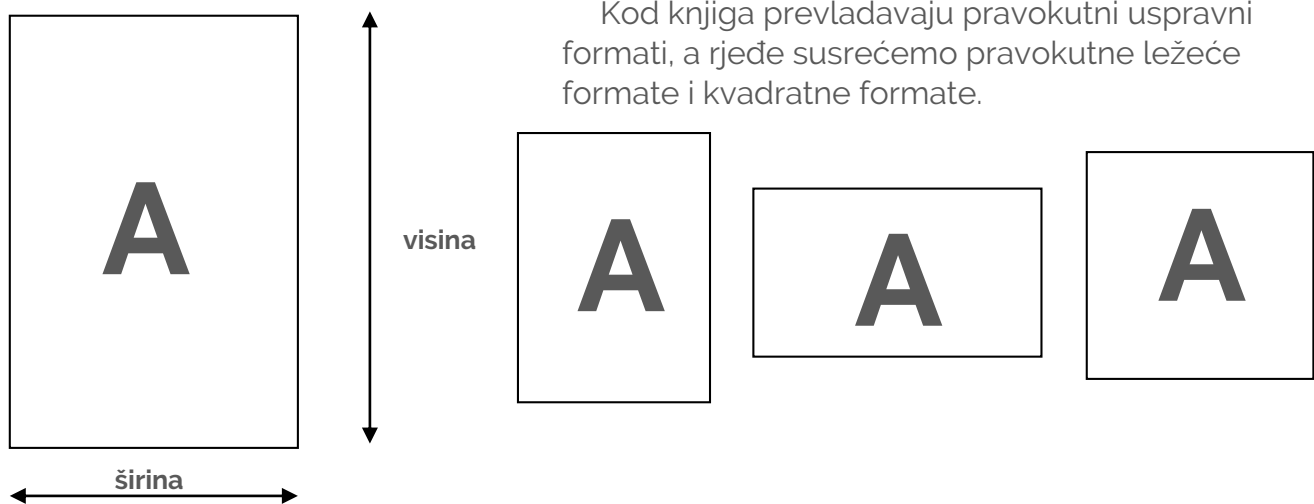 Kod knjiga prevladavaju pravokutni uspravni
formati, a rjeđe susrećemo pravokutne ležeće
formate i kvadratne formate.
A
visina
širina
A
A
A